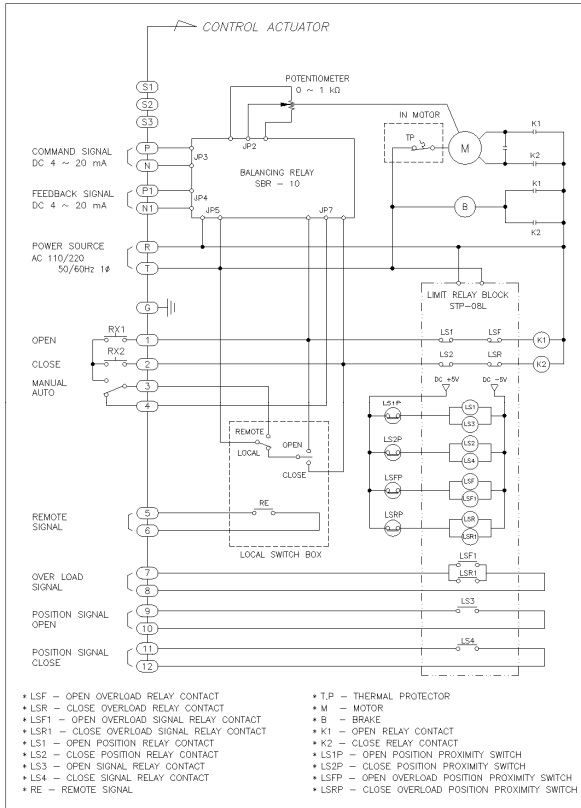 CONTROL ACTUATOR
S1
S2
S3
POTENTIOMETER
0 ~ 1 kΩ
IN MOTOR
TP
M
K1
K2
COMMAND SIGNAL
DC 4 ~ 20 mA
P
N
JP2
JP3
BALANCING RELAY
SBR - 10
FEEDBACK SIGNAL
DC 4 ~ 20 mA
P1
N1
JP4
JP5
JP7
B
K1
K2
POWER SOURCE
AC 110/220
50/60Hz 1ø
R
T
G
LIMIT RELAY BLOCK
STP-08L
OPEN
RX1
1
LS1
LSF
K1
CLOSE
RX2
2
LS2
LSR
K2
MANUAL
AUTO
3
4
DC +5V
DC -5V
REMOTE
LOCAL
OPEN
CLOSE
LS1P
LS1
LS3
LS2P
LS2
LS4
LSFP
LSF
LSF1
LSRP
LSR
LSR1
REMOTE
SIGNAL
5
6
RE
LOCAL SWITCH BOX
OVER LOAD
SIGNAL
7
8
LSF1
LSR1
POSITION SIGNAL
OPEN
9
10
LS3
POSITION SIGNAL
CLOSE
11
12
LS4
* LSF - OPEN OVERLOAD RELAY CONTACT
* LSR - CLOSE OVERLOAD RELAY CONTACT
* LSF1 - OPEN OVERLOAD SIGNAL RELAY CONTACT
* LSR1 - CLOSE OVERLOAD SIGNAL RELAY CONTACT
* LS1 - OPEN POSITION RELAY CONTACT
* LS2 - CLOSE POSITION RELAY CONTACT
* LS3 - OPEN SIGNAL RELAY CONTACT
* LS4 - CLOSE SIGNAL RELAY CONTACT
* RE - REMOTE SIGNAL
* T,P - THERMAL PROTECTOR
* M - MOTOR
* B - BRAKE
* K1 - OPEN RELAY CONTACT
* K2 - CLOSE RELAY CONTACT
* LS1P - OPEN POSITION PROXIMITY SWITCH
* LS2P - CLOSE POSITION PROXIMITY SWITCH
* LSFP - OPEN OVERLOAD POSITION PROXIMITY SWITCH
* LSRP - CLOSE OVERLOAD POSITION PROXIMITY SWITCH